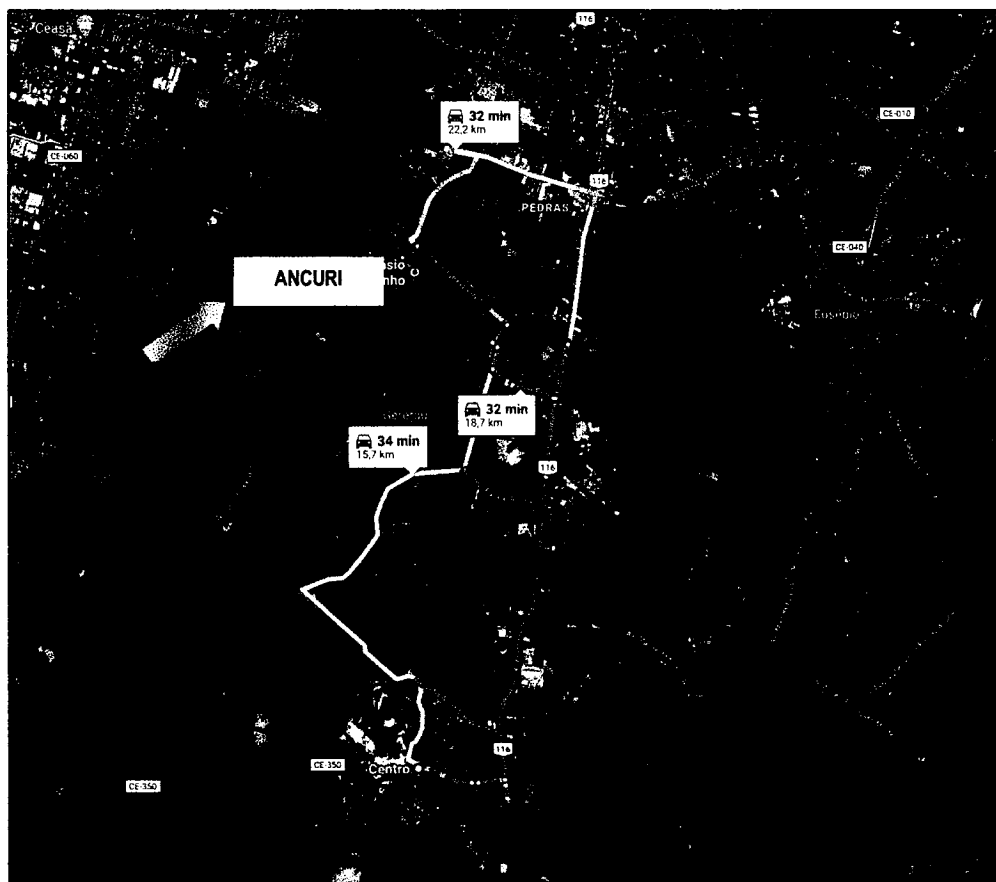 116
Ceasa
32 min
22,2 km
CE-010
CE-060
116
PEDRAS
CE-040
ANCURI
Eusébio
32 min
18,7 km
34 min
15,7 km
116
116
CE-350
Centro
CE-350